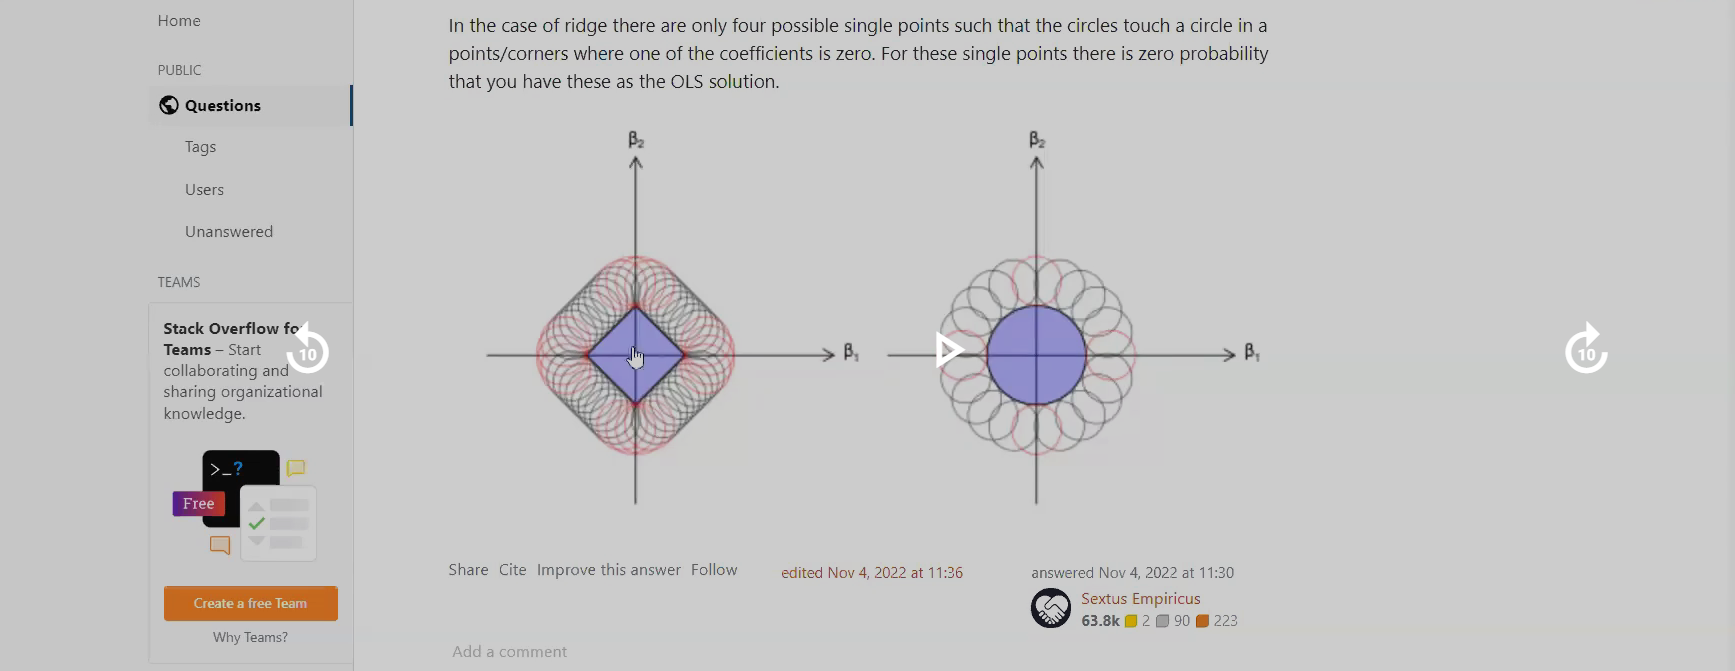 Home
In the case of ridge there are only four possible single points such that the circles touch a circle in a
points/corners where one of the coefficients is zero. For these single points there is zero probability
that you have these as the OLS solution.
PUBLIC
Questions
Tags
Users
Unanswered
TEAMS
Stack Overflow fo
Teams – Start
collaborating and
sharing organizational
knowledge.
>_?
Free
Create a free Team
Why Teams?
β₂
β₁
β₂
β₁
10
10
Share Cite Improve this answer Follow
edited Nov 4, 2022 at 11:36
answered Nov 4, 2022 at 11:30
Sextus Empiricus
63.8k 2 90 223
Add a comment